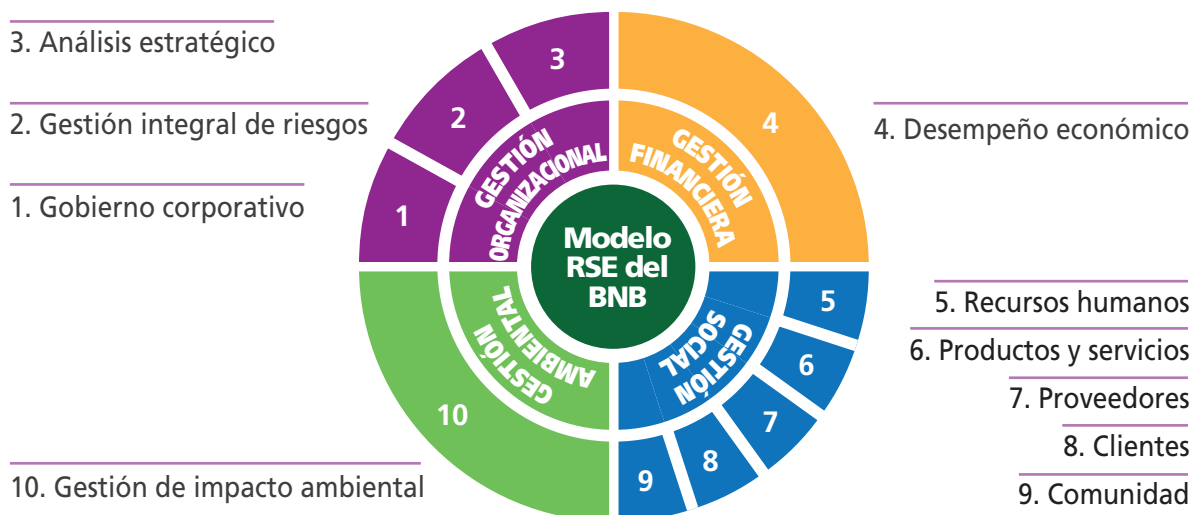 3. Análisis estratégico
2. Gestión integral de riesgos
1. Gobierno corporativo
10. Gestión de impacto ambiental
3
2
1
4
GESTIÓN
ORGANIZACIONAL
GESTIÓN
FINANCIERA
Modelo
RSE del
BNB
GESTIÓN
AMBIENTAL
GESTIÓN
SOCIAL
10
5
6
7
8
9
4. Desempeño económico
5. Recursos humanos
6. Productos y servicios
7. Proveedores
8. Clientes
9. Comunidad